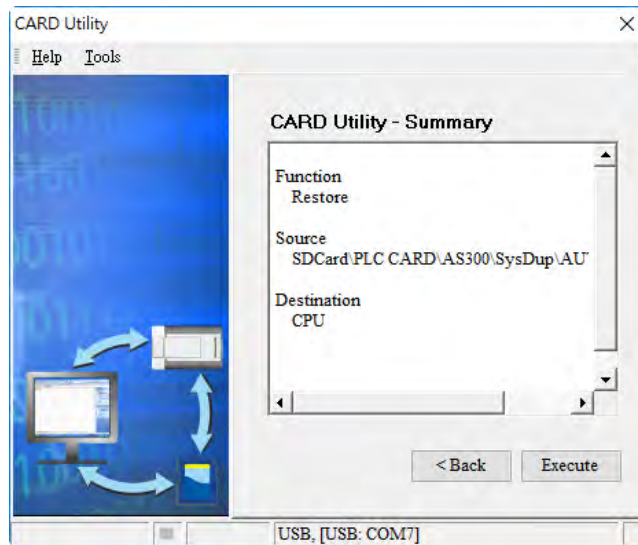 CARD Utility
Help Tools
CARD Utility - Summary
Function
Restore
Source
SDCard\PLC CARD\AS300\SysDup\AU
Destination
CPU
< Back Execute
USB, [USB: COM7]